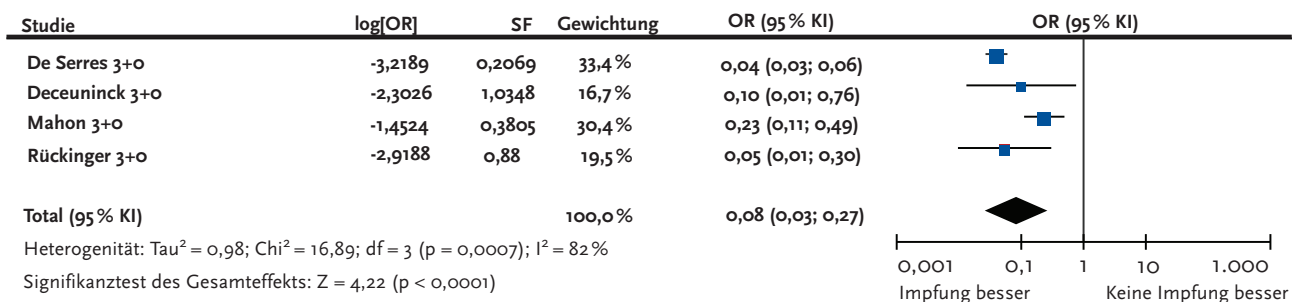 Studie log[OR] SF Gewichtung OR (95 % KI) OR (95 % KI)
De Serres 3+0 -3,2189 0,2069 33,4 % 0,04 (0,03; 0,06)
Deceuninck 3+0 -2,3026 1,0348 16,7 % 0,10 (0,01; 0,76)
Mahon 3+0 -1,4524 0,3805 30,4 % 0,23 (0,11; 0,49)
Rückinger 3+0 -2,9188 0,88 19,5 % 0,05 (0,01; 0,30)
Total (95 % KI) 100,0 % 0,08 (0,03; 0,27)
Heterogenität: Tau² = 0,98; Chi² = 16,89; df = 3 (p = 0,0007); I² = 82 %
Signifikanztest des Gesamteffekts: Z = 4,22 (p < 0,0001)
0,001 0,1 1 10 1.000
Impfung besser Keine Impfung besser